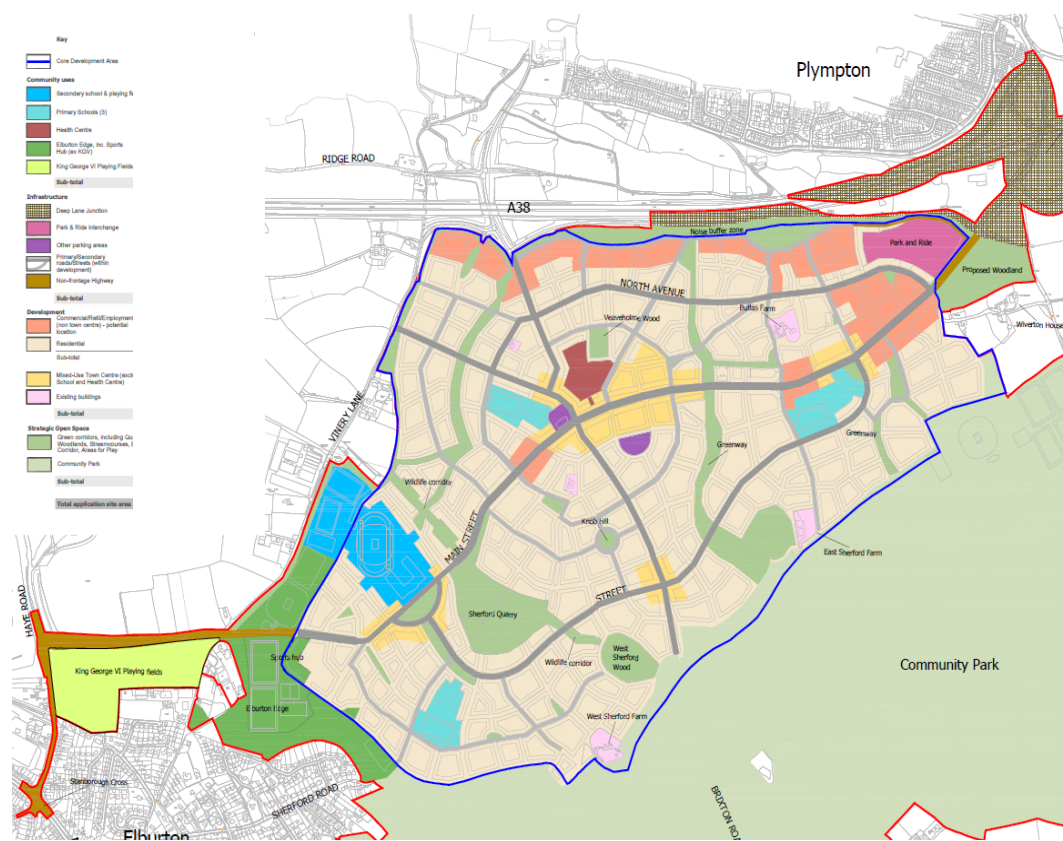 Key
Core Development Area
Community uses
Secondary school & playing fi
Primary Schools (3)
Health Centre
Elburton Edge, inc. Sports
Hub (ex KGV)
King George VI Playing Fields
Sub-total
Infrastructure
Deep Lane Junction
Park & Ride interchange
Other parking areas
Primary/Secondary
roads/Streets (within
development)
Non-frontage Highway
Sub-total
Development
Commercial/Retl/Employment
(non town centre) - potential
location
Residential
Sub-total
Mixed-Use Town Centre (excl
School and Health Centre)
Existing buildings
Sub-total
Strategic Open Space
Green corridors, including Qu
Woodlands, Streamcourses,
Corridor, Areas for Play
Community Park
Sub-total
Total application site area
Plympton
RIDGE ROAD
A38
Noise buffer zone
Park and Ride
Proposed Woodland
NORTH AVENUE
Buttas Farm
Wiverton House
VINERY LANE
Greenway
Greenway
Wildlife corridor
MAIN STREET
Knob Hill
East Sherford Farm
STREET
HAYE ROAD
Sherford Quarry
West
Sherford
Wood
Wildlife corridor
Sports hub
Community Park
King George VI Playing fields
Elburton Edge
West Sherford Farm
Stanborough Cross
SHERFORD ROAD
BRIXTON ROA
Elburton